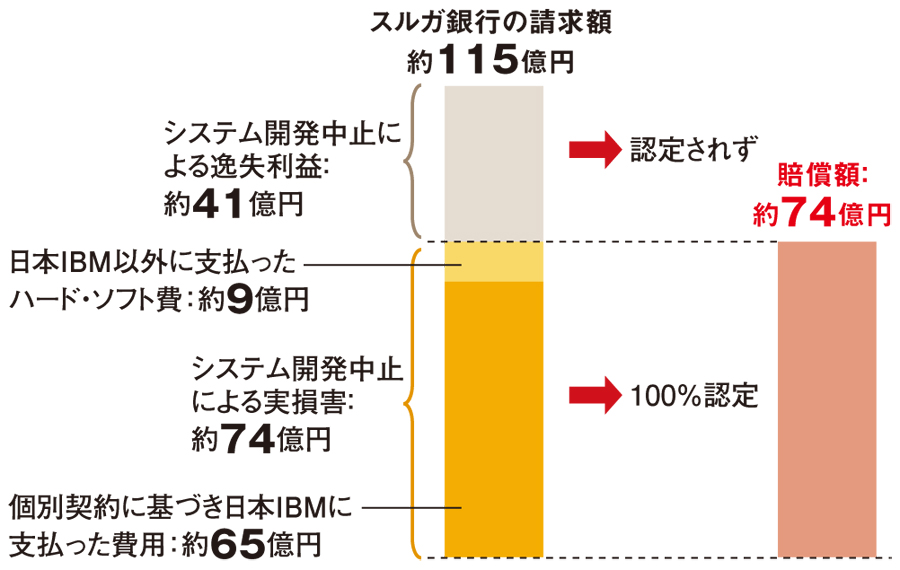 スルガ銀行の請求額
約115億円
システム開発中止に
よる逸失利益:
約41億円
認定されず
賠償額:
約74億円
日本IBM以外に支払った
ハード・ソフト費:約9億円
システム開発中止
による実損害:
約74億円
100%認定
個別契約に基づき日本IBMに
支払った費用:約65億円